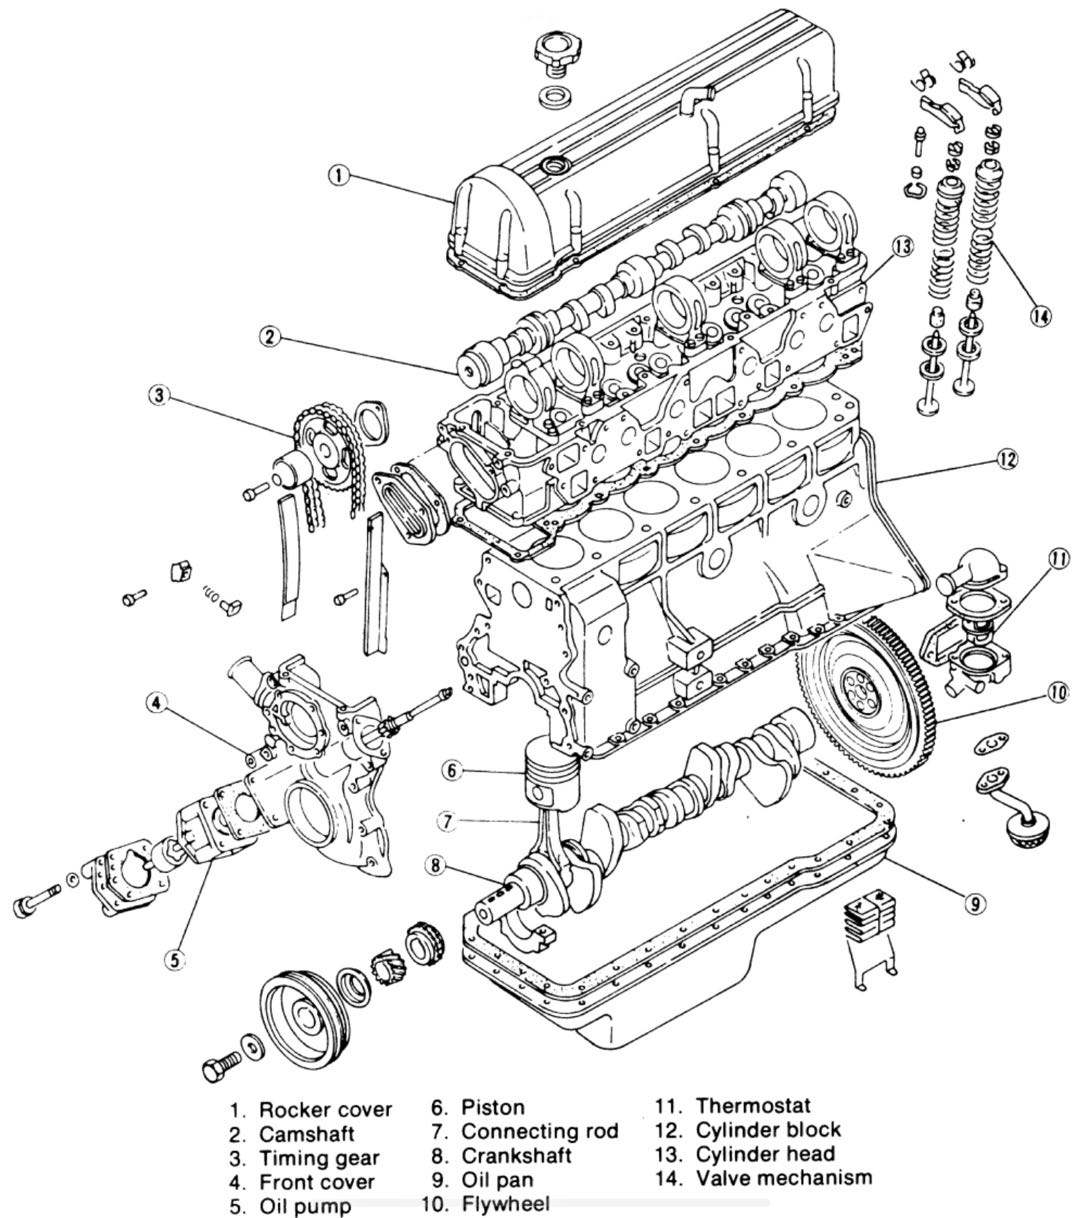 1
2
3
4
5
6
7
8
9
10
11
12
13
14
1. Rocker cover
2. Camshaft
3. Timing gear
4. Front cover
5. Oil pump
6. Piston
7. Connecting rod
8. Crankshaft
9. Oil pan
10. Flywheel
11. Thermostat
12. Cylinder block
13. Cylinder head
14. Valve mechanism